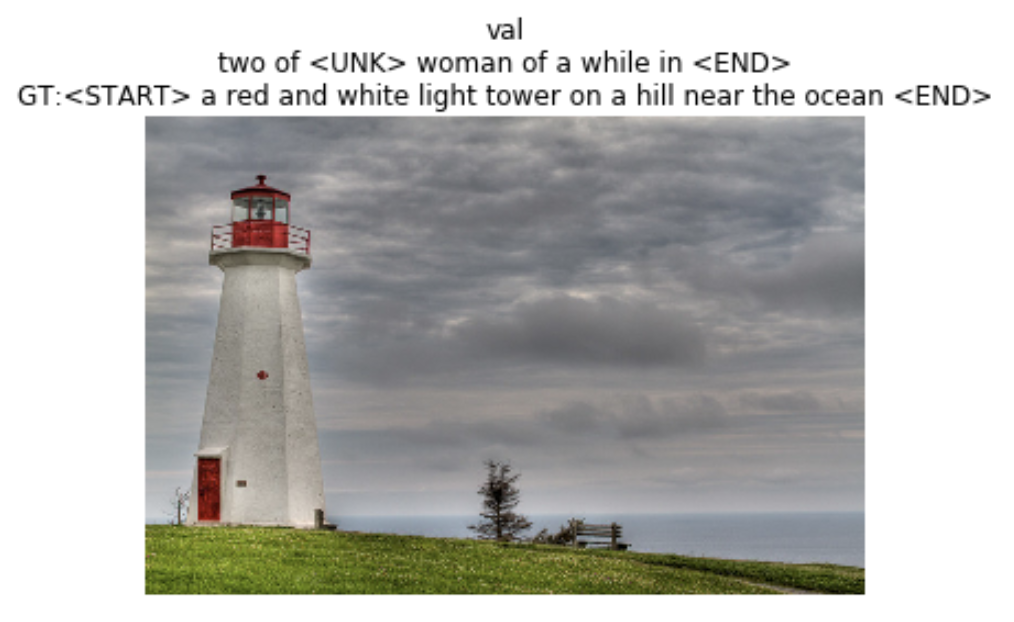 val
two of <UNK> woman of a while in <END>
GT:<START> a red and white light tower on a hill near the ocean <END>